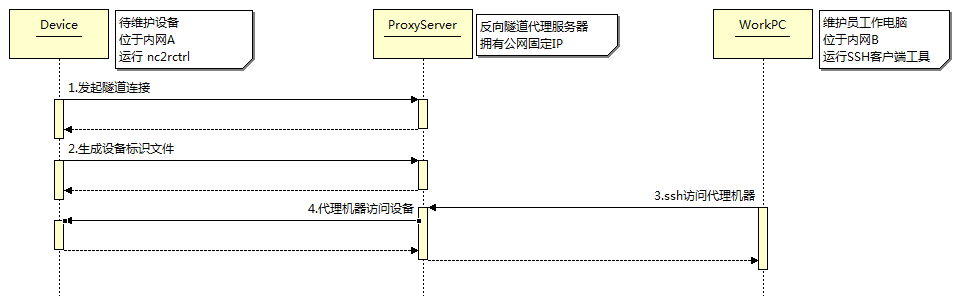 Device
待维护设备
位于内网A
运行 nc2rctrl
ProxyServer
反向隧道代理服务器
拥有公网固定IP
WorkPC
维护员工作电脑
位于内网B
运行SSH客户端工具
1.发起隧道连接
2.生成设备标识文件
3.ssh访问代理机器
4.代理机器访问设备